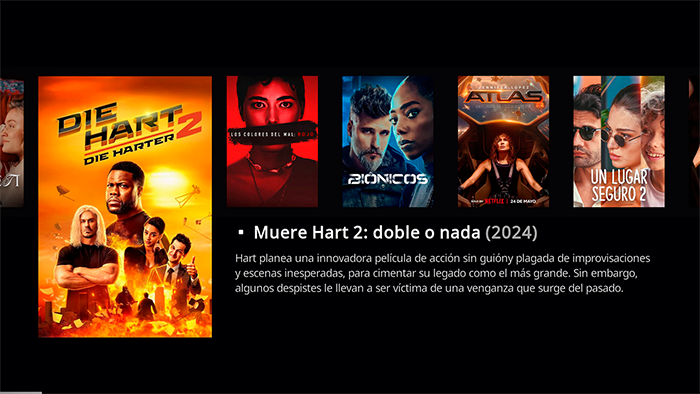 ЕЛ
DIE
HART 2
DIE HARTER
LOS COLORES DEL MAL: ROJO
BIÓNICOS
JENNIFER LOPEZ
ATLAS
NETFLIX | 24 DE MAYO
UN LUGAR
SEGURO 2
▪ Muere Hart 2: doble o nada (2024)
Hart planea una innovadora película de acción sin guióny plagada de improvisaciones
y escenas inesperadas, para cimentar su legado como el más grande. Sin embargo,
algunos despistes le llevan a ser víctima de una venganza que surge del pasado.